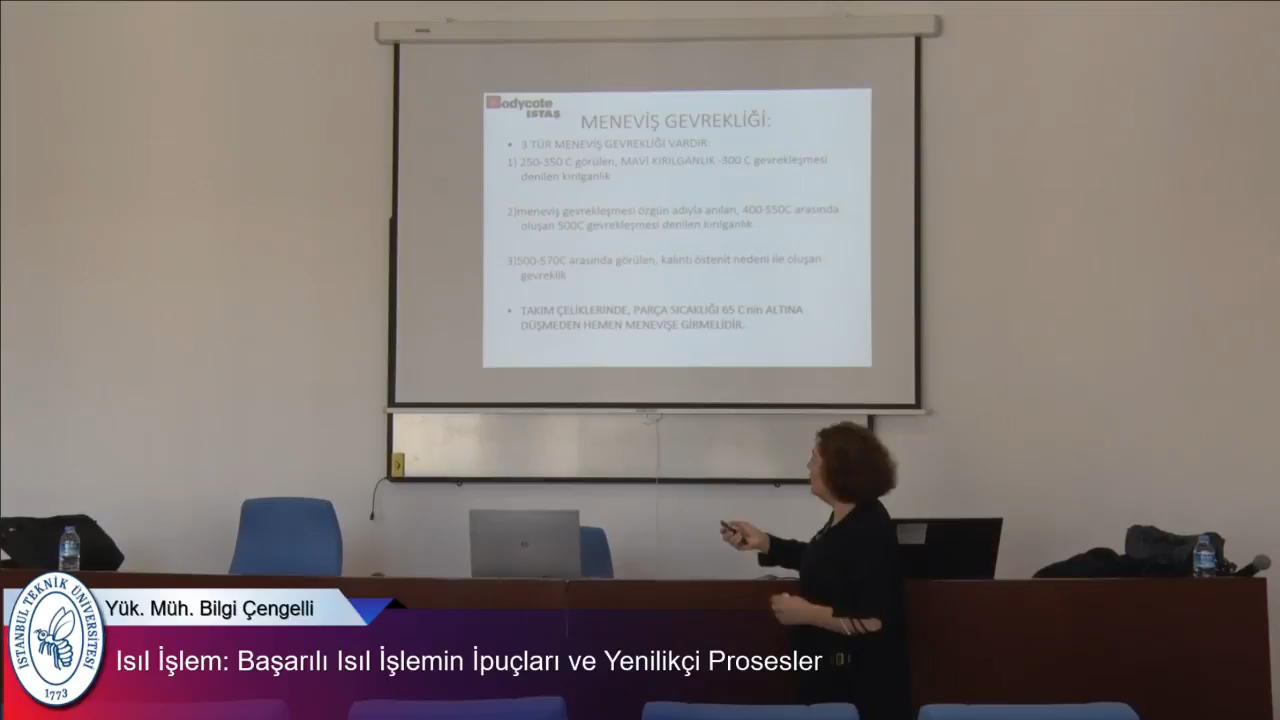 Bodycote
ISTAŞ
MENEVİŞ GEVREKLİĞİ:
• 3 TÜR MENEVİŞ GEVREKLİĞİ VARDIR:
1) 250-350 C görülen, MAVİ KIRILGANLIK -300 C gevrekleşmesi
denilen kırılganlık
2)meneviş gevrekleşmesi özgün adıyla anılan, 400-550C arasında
oluşan 500C gevrekleşmesi denilen kırılganlık
3)500-570C arasında görülen, kalıntı östenit nedeni ile oluşan
gevreklik
• TAKIM ÇELİKLERİNDE, PARÇA SICAKLIĞI 65 C'nin ALTINA
DÜŞMEDEN HEMEN MENEVİŞE GİRMELİDİR.
İSTANBUL TEKNİK ÜNİVERSİTESİ
1773
Yük. Müh. Bilgi Çengelli
Isıl İşlem: Başarılı Isıl İşlemin İpuçları ve Yenilikçi Prosesler